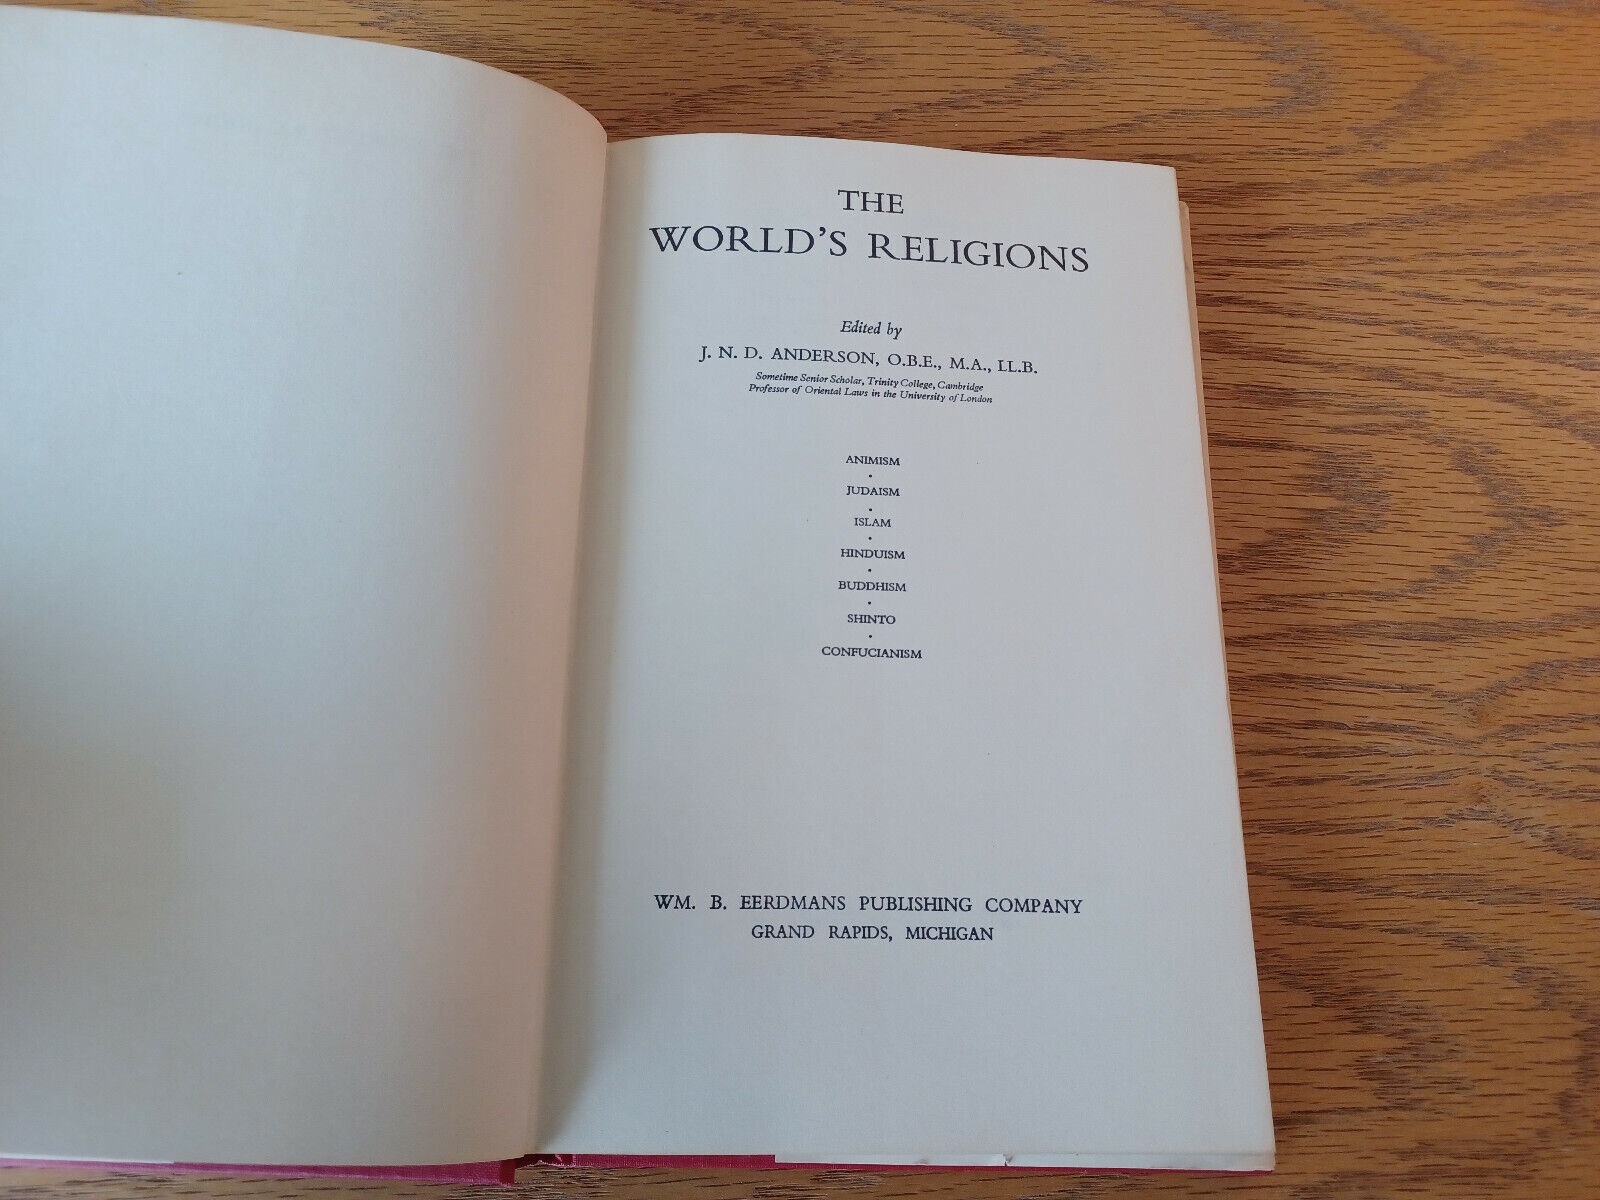 THE
WORLD'S RELIGIONS
Edited by
J. N. D. ANDERSON, O.B.E., M.A., LL.B.
Sometime Senior Scholar, Trinity College, Cambridge
Professor of Oriental Laws in the University of London
ANIMISM
•
JUDAISM
•
ISLAM
•
HINDUISM
•
BUDDHISM
•
SHINTO
•
CONFUCIANISM
WM. B. EERDMANS PUBLISHING COMPANY
GRAND RAPIDS, MICHIGAN